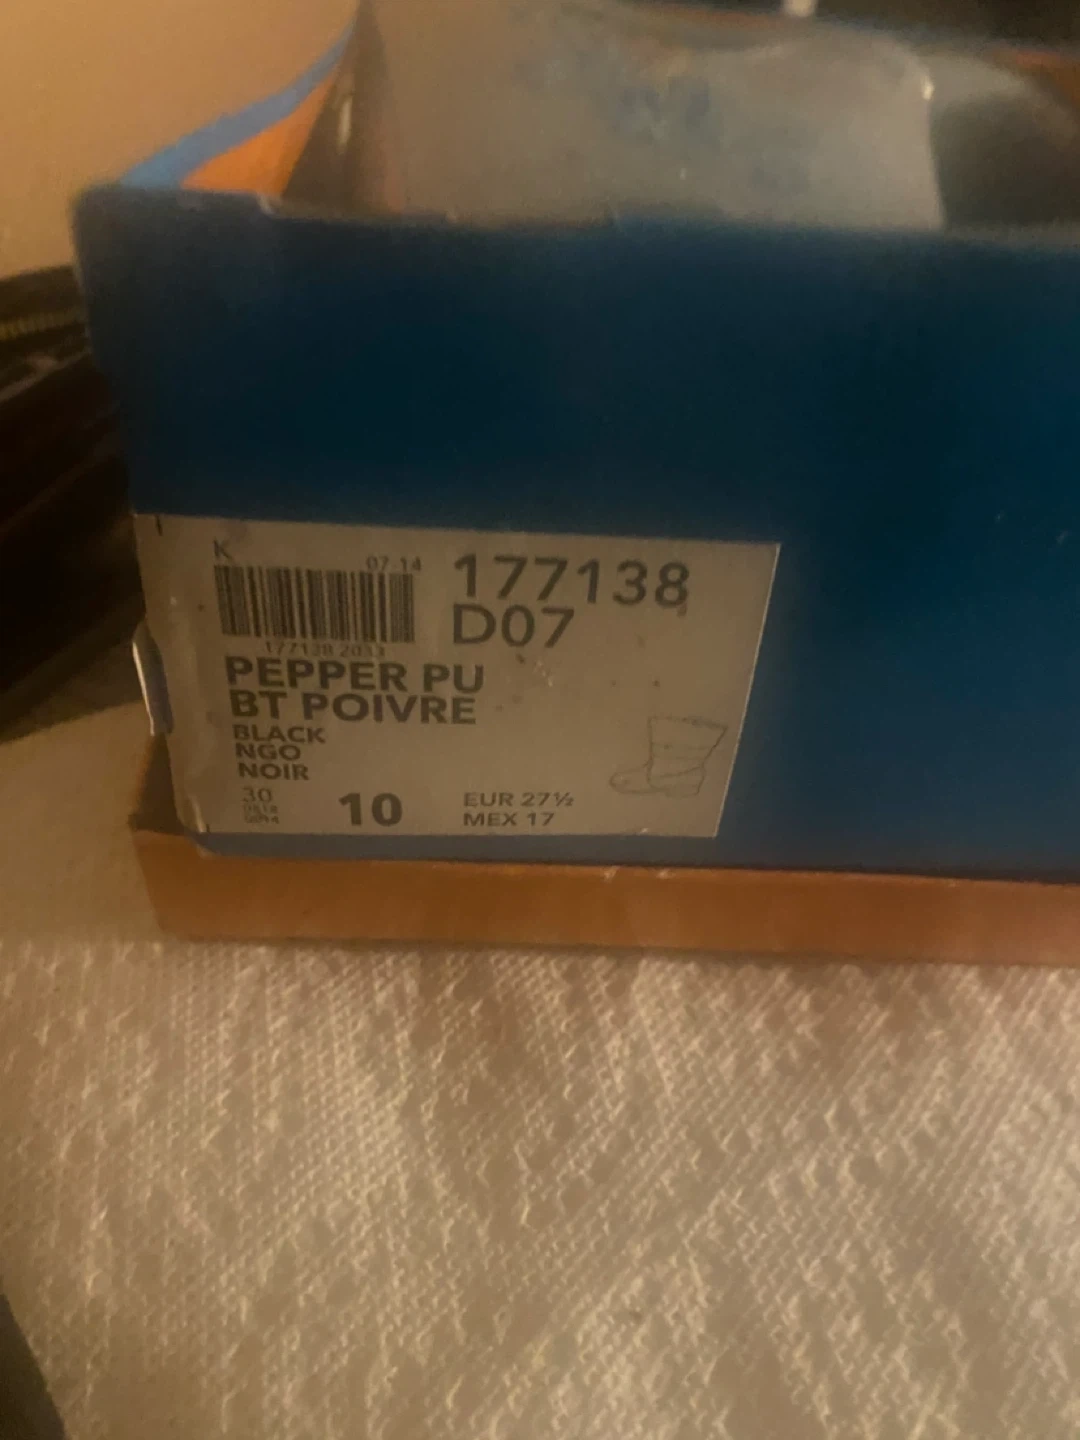 K
07 14
177138
D07
177138 2033
PEPPER PU
BT POIVRE
BLACK
NGO
NOIR
30
10
EUR 27½
MEX 17